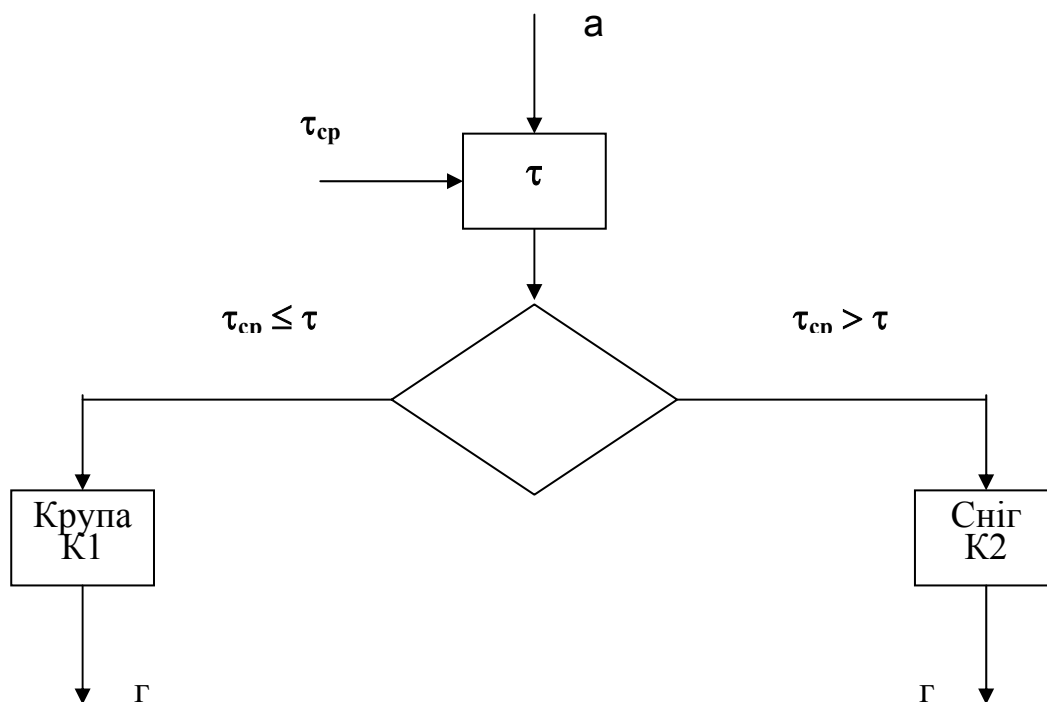 а
τср
τ
τср ≤ τ
τср > τ
Крупа
К1
Сніг
К2
г
г